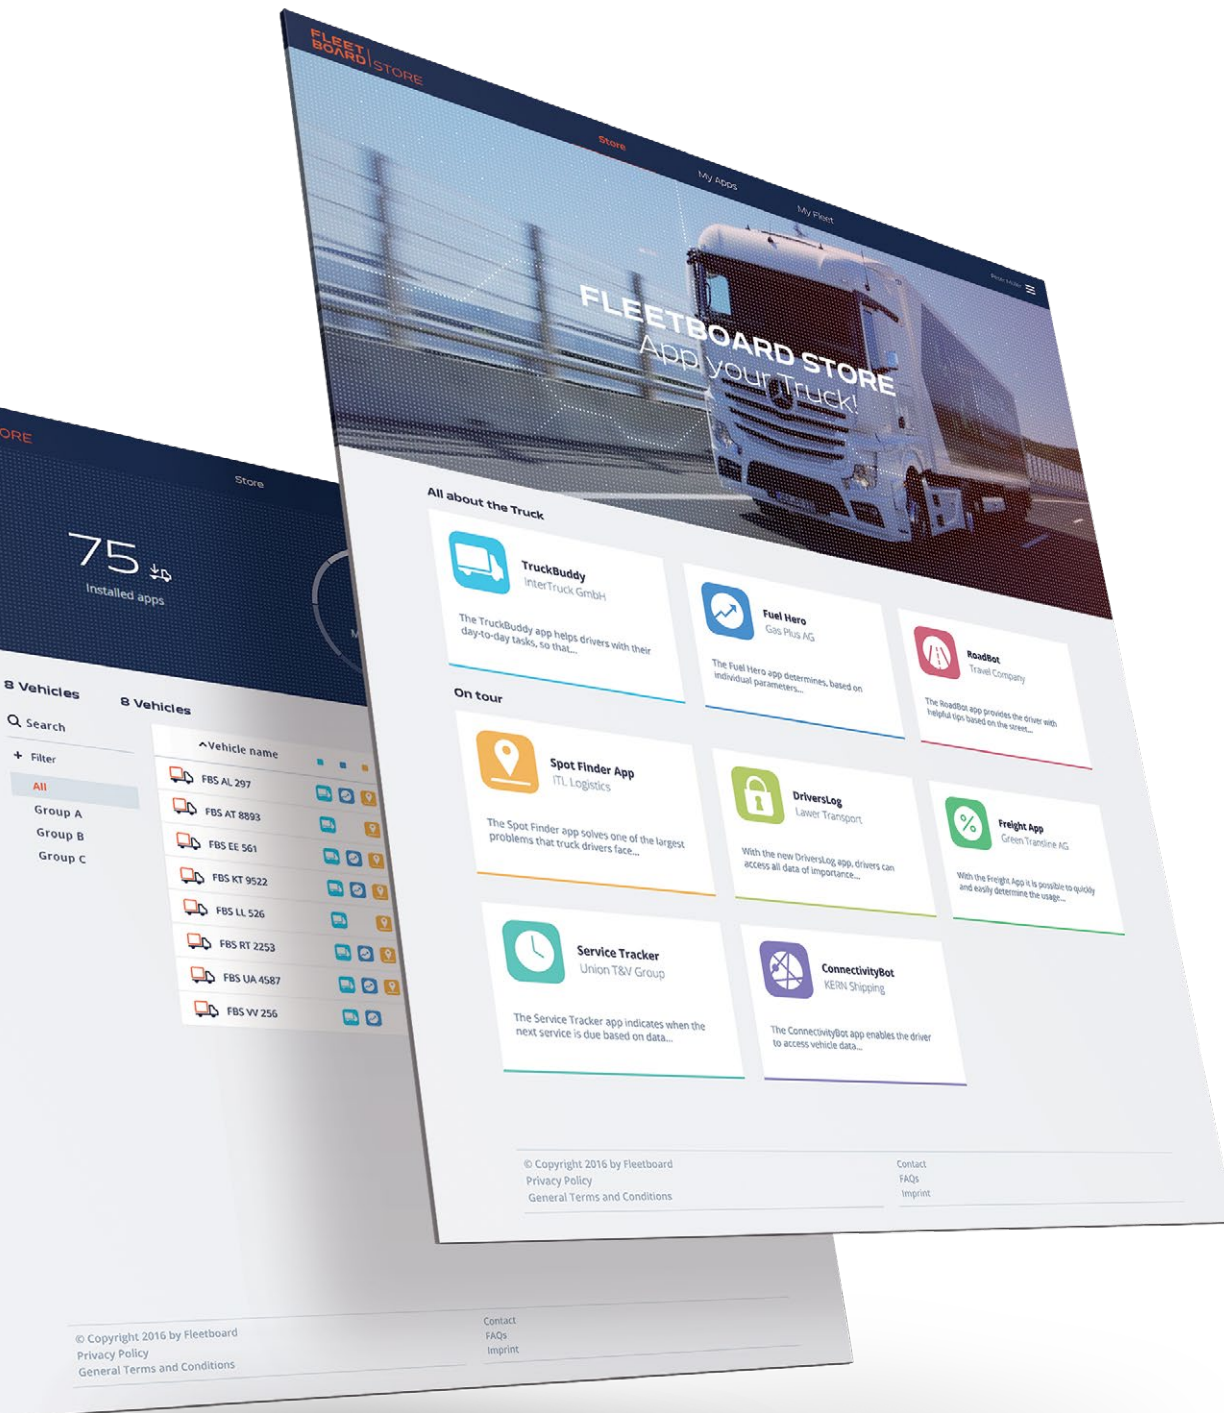 FLEET
BOARD
STORE
Store
My Apps
My Fleet
FLEETBOARD STORE
App your Truck!
All about the Truck
TruckBuddy
InterTruck GmbH
The TruckBuddy app helps drivers with their
day-to-day tasks, so that...
Fuel Hero
Gas Plus AG
The Fuel Hero app determines, based on
individual parameters...
RoadBot
Travel Company
The RoadBot app provides the driver with
helpful tips based on the street...
On tour
Spot Finder App
ITL Logistics
The Spot Finder app solves one of the largest
problems that truck drivers face...
DriversLog
Lawer Transport
With the new DriversLog app, drivers can
access all data of importance...
Freight App
Green Transline AG
With the Freight App it is possible to quickly
and easily determine the usage...
Service Tracker
Union T&V Group
The Service Tracker app indicates when the
next service is due based on data...
ConnectivityBot
KERN Shipping
The ConnectivityBot app enables the driver
to access vehicle data...
© Copyright 2016 by Fleetboard
Privacy Policy
General Terms and Conditions
Contact
FAQs
Imprint
ORE
Store
75
Installed apps
M
8 Vehicles
8 Vehicles
Search
+ Filter
All
Group A
Group B
Group C
Vehicle name
FBS AL 297
FBS AT 8893
FBS EE 561
FBS KT 9522
FBS LL 526
FBS RT 2253
FBS UA 4587
FBS VV 256
© Copyright 2016 by Fleetboard
Privacy Policy
General Terms and Conditions
Contact
FAQs
Imprint